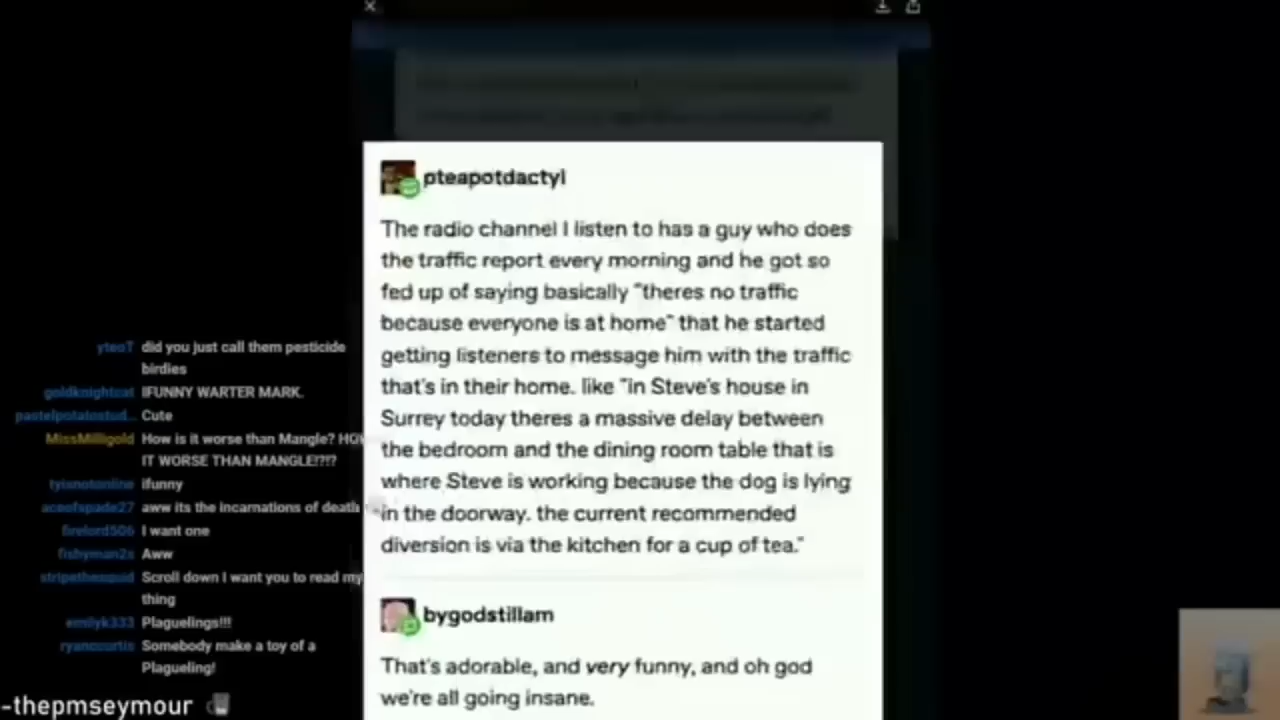 pteapotdactyl
The radio channel I listen to has a guy who does
the traffic report every morning and he got so
fed up of saying basically "theres no traffic
because everyone is at home" that he started
getting listeners to message him with the traffic
that's in their home. like "in Steve's house in
Surrey today theres a massive delay between
the bedroom and the dining room table that is
where Steve is working because the dog is lying
in the doorway. the current recommended
diversion is via the kitchen for a cup of tea."
bygodstillam
That's adorable, and very funny, and oh god
we're all going insane.
yteoT did you just call them pesticide
birdies
goldknightcat IFUNNY WARTER MARK.
pastelpotatostud... Cute
MissMilligold How is it worse than Mangle? HO
IT WORSE THAN MANGLE!?!?
tyisnotonline ifunny
aceofspade27 aww its the incarnations of death
firelord506 I want one
fishyman2s Aww
stripethesquid Scroll down I want you to read my
thing
emilyk333 Plaguelings!!!
ryancourtis Somebody make a toy of a
Plagueling!
-thepmseymour